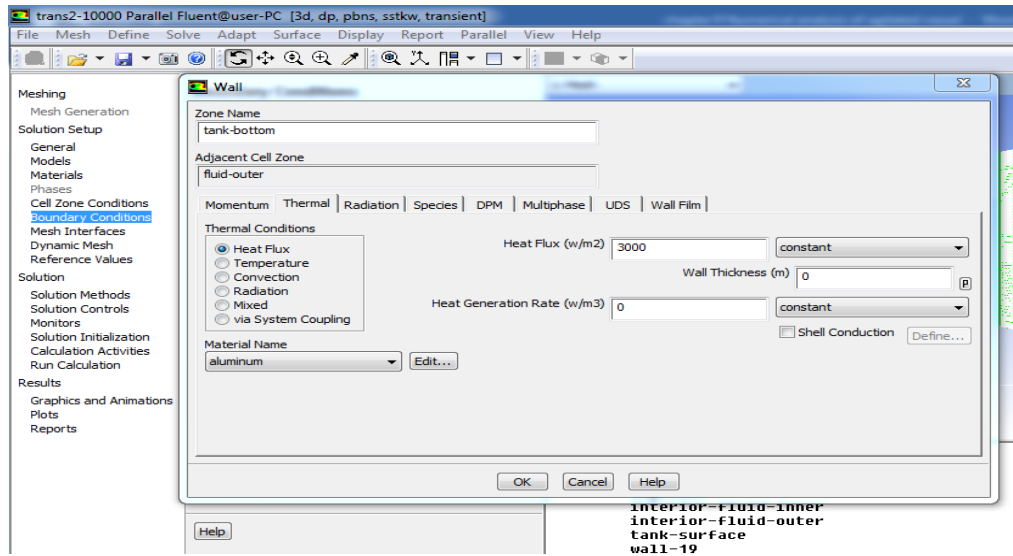 trans2-10000 Parallel Fluent@user-PC [3d, dp, pbns, sstkw, transient]
File Mesh Define Solve Adapt Surface Display Report Parallel View Help
Meshing
Mesh Generation
Solution Setup
General
Models
Materials
Phases
Cell Zone Conditions
Boundary Conditions
Mesh Interfaces
Dynamic Mesh
Reference Values
Solution
Solution Methods
Solution Controls
Monitors
Solution Initialization
Calculation Activities
Run Calculation
Results
Graphics and Animations
Plots
Reports
Wall
Zone Name
tank-bottom
Adjacent Cell Zone
fluid-outer
Momentum Thermal Radiation Species DPM Multiphase UDS Wall Film
Thermal Conditions
Heat Flux
Temperature
Convection
Radiation
Mixed
via System Coupling
Material Name
aluminum Edit...
Heat Flux (w/m2) 3000 constant
Wall Thickness (m) 0 P
Heat Generation Rate (w/m3) 0 constant
Shell Conduction Define...
OK Cancel Help
Help
interior-fluid-inner
interior-fluid-outer
tank-surface
wall-19